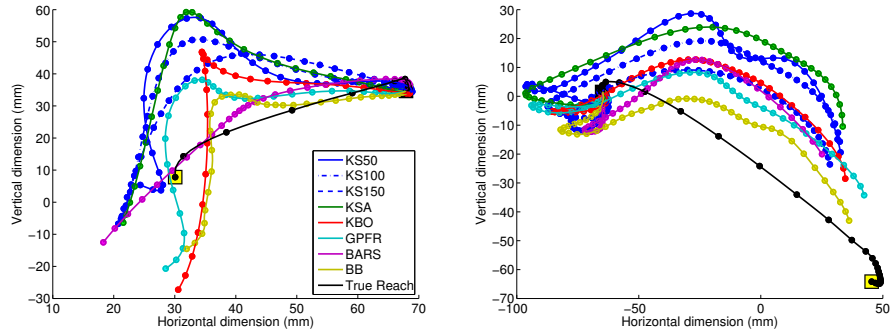 60
50
40
30
20
10
0
−10
−20
−30
10 20 30 40 50 60 70
Vertical dimension (mm)
Horizontal dimension (mm)
KS50
KS100
KS150
KSA
KBO
GPFR
BARS
BB
True Reach
30
20
10
0
−10
−20
−30
−40
−50
−60
−70
−100 −50 0 50
Vertical dimension (mm)
Horizontal dimension (mm)